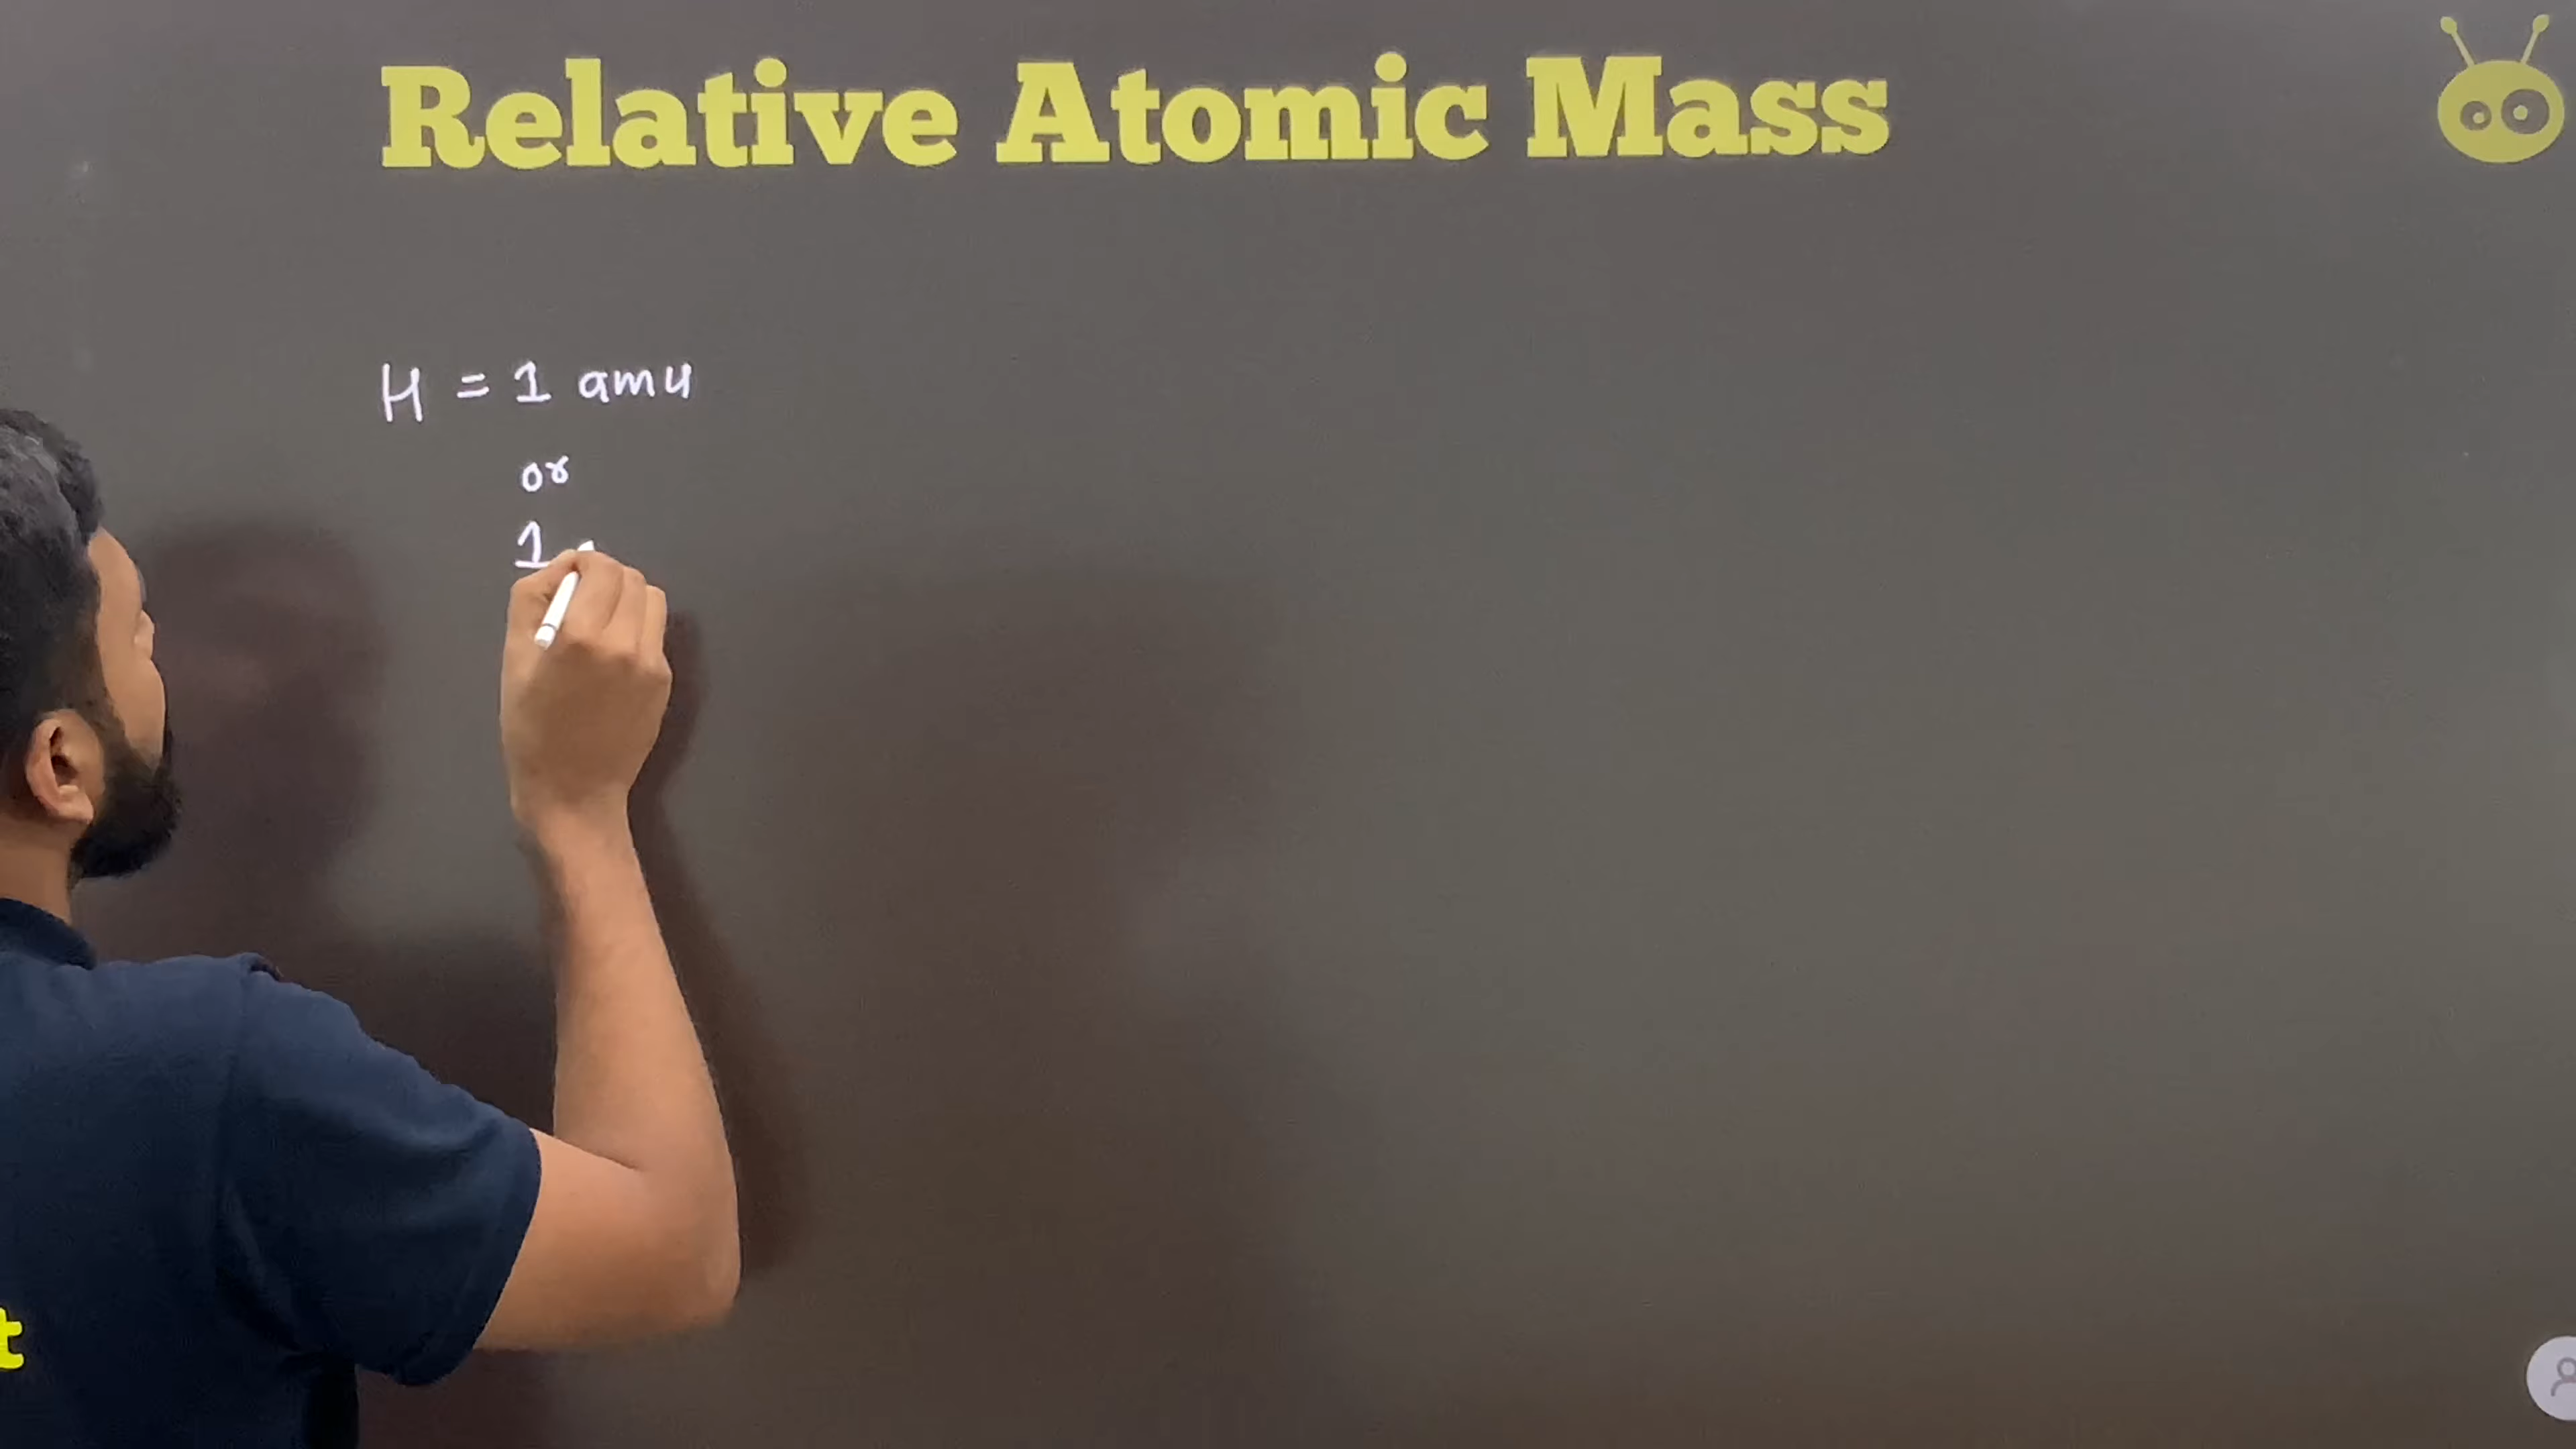 Relative Atomic Mass
H = 1 amu
or
1
t